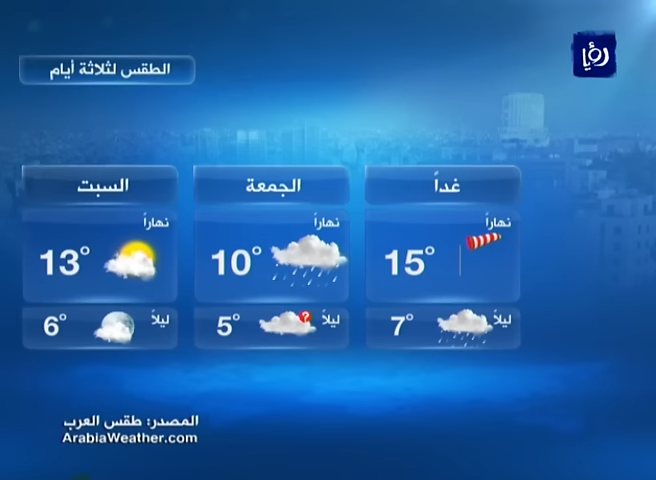 رؤيا
الطقس لثلاثة أيام
غداً
نهاراً
15°
ليلاً
7°
الجمعة
نهاراً
10°
ليلاً
?
5°
السبت
نهاراً
13°
ليلاً
6°
المصدر: طقس العرب
ArabiaWeather.com